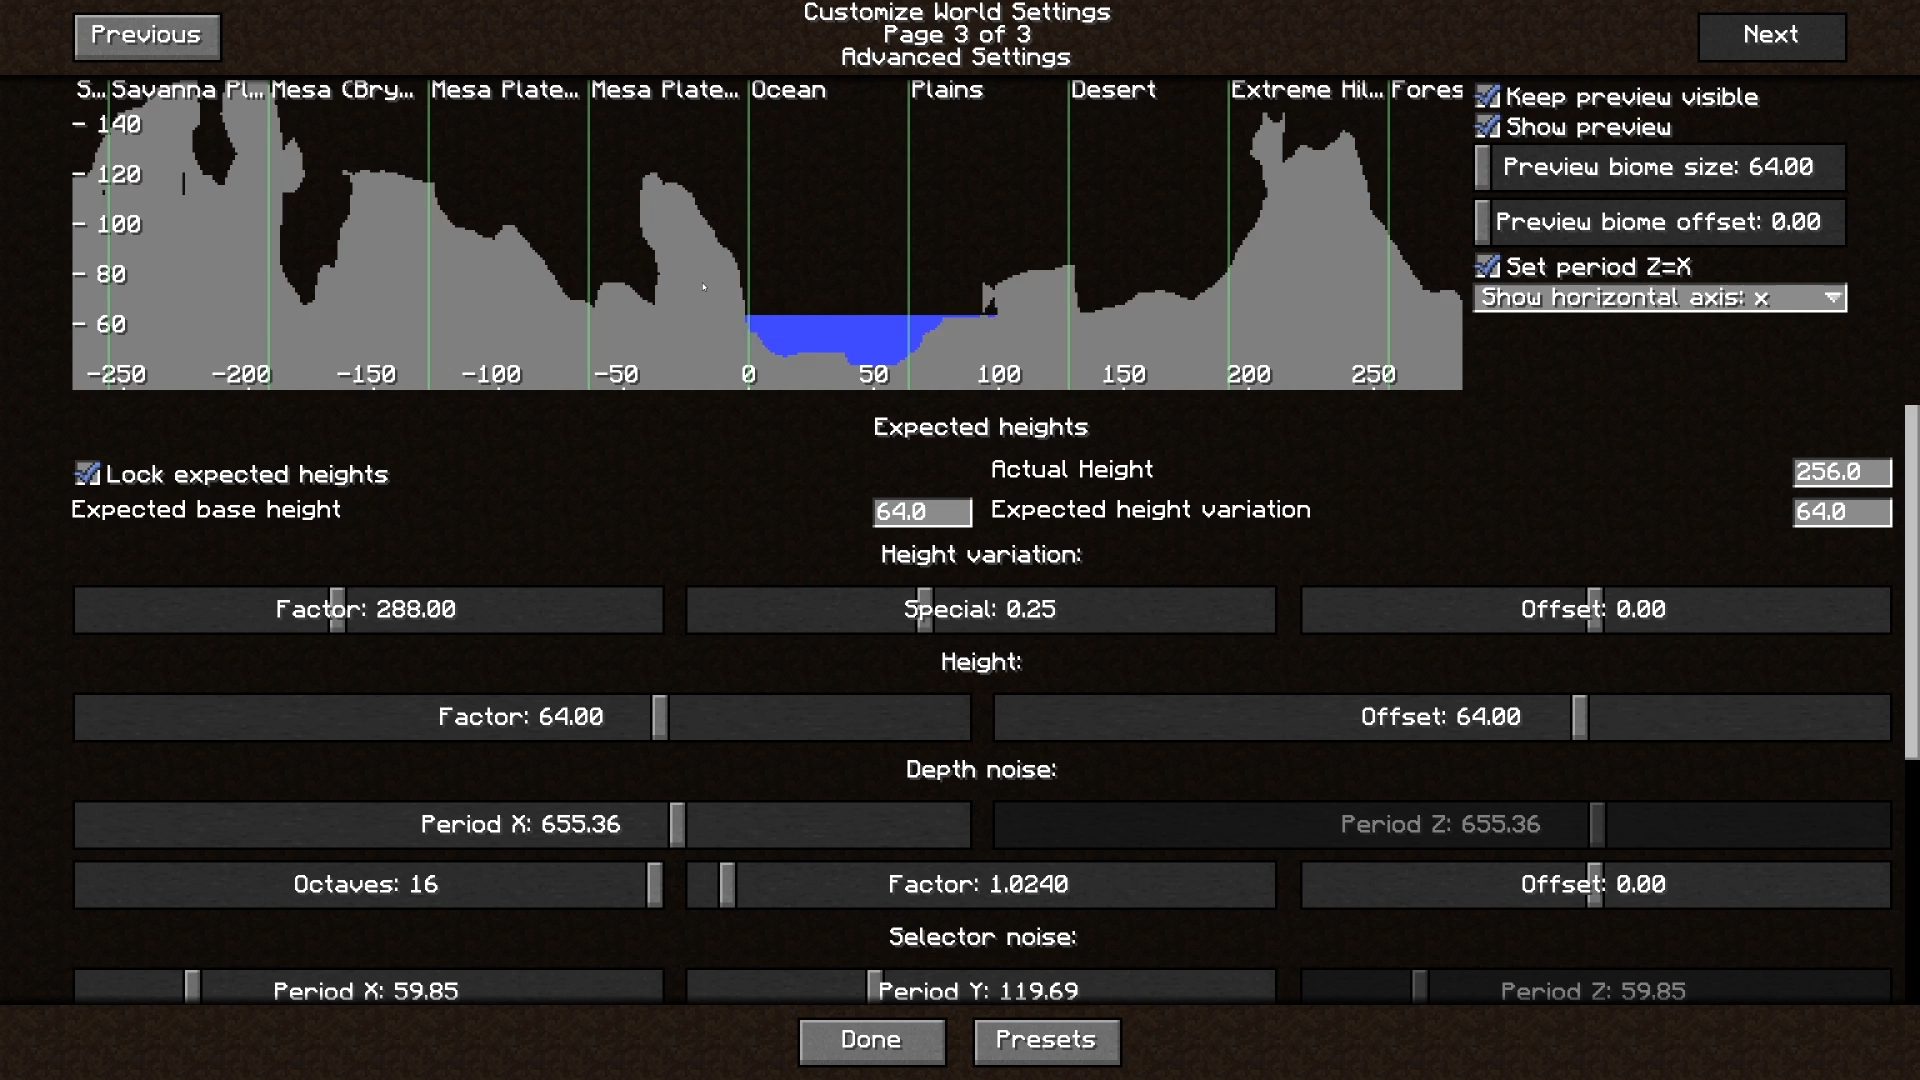 Previous
Customize World Settings
Page 3 of 3
Advanced Settings
Next
S... Savanna Pl... Mesa (Bry... Mesa Plate... Mesa Plate... Ocean Plains Desert Extreme Hil... Fores
140
120
100
80
60
-250 -200 -150 -100 -50 0 50 100 150 200 250
Keep preview visible
Show preview
Preview biome size: 64.00
Preview biome offset: 0.00
Set period Z=X
Show horizontal axis: x
Expected heights
Lock expected heights
Actual Height 256.0
Expected base height 64.0 Expected height variation 64.0
Height variation:
Factor: 288.00 Special: 0.25 Offset: 0.00
Height:
Factor: 64.00 Offset: 64.00
Depth noise:
Period X: 655.36 Period Z: 655.36
Octaves: 16 Factor: 1.0240 Offset: 0.00
Selector noise:
Period X: 59.85 Period Y: 119.69 Period Z: 59.85
Done Presets